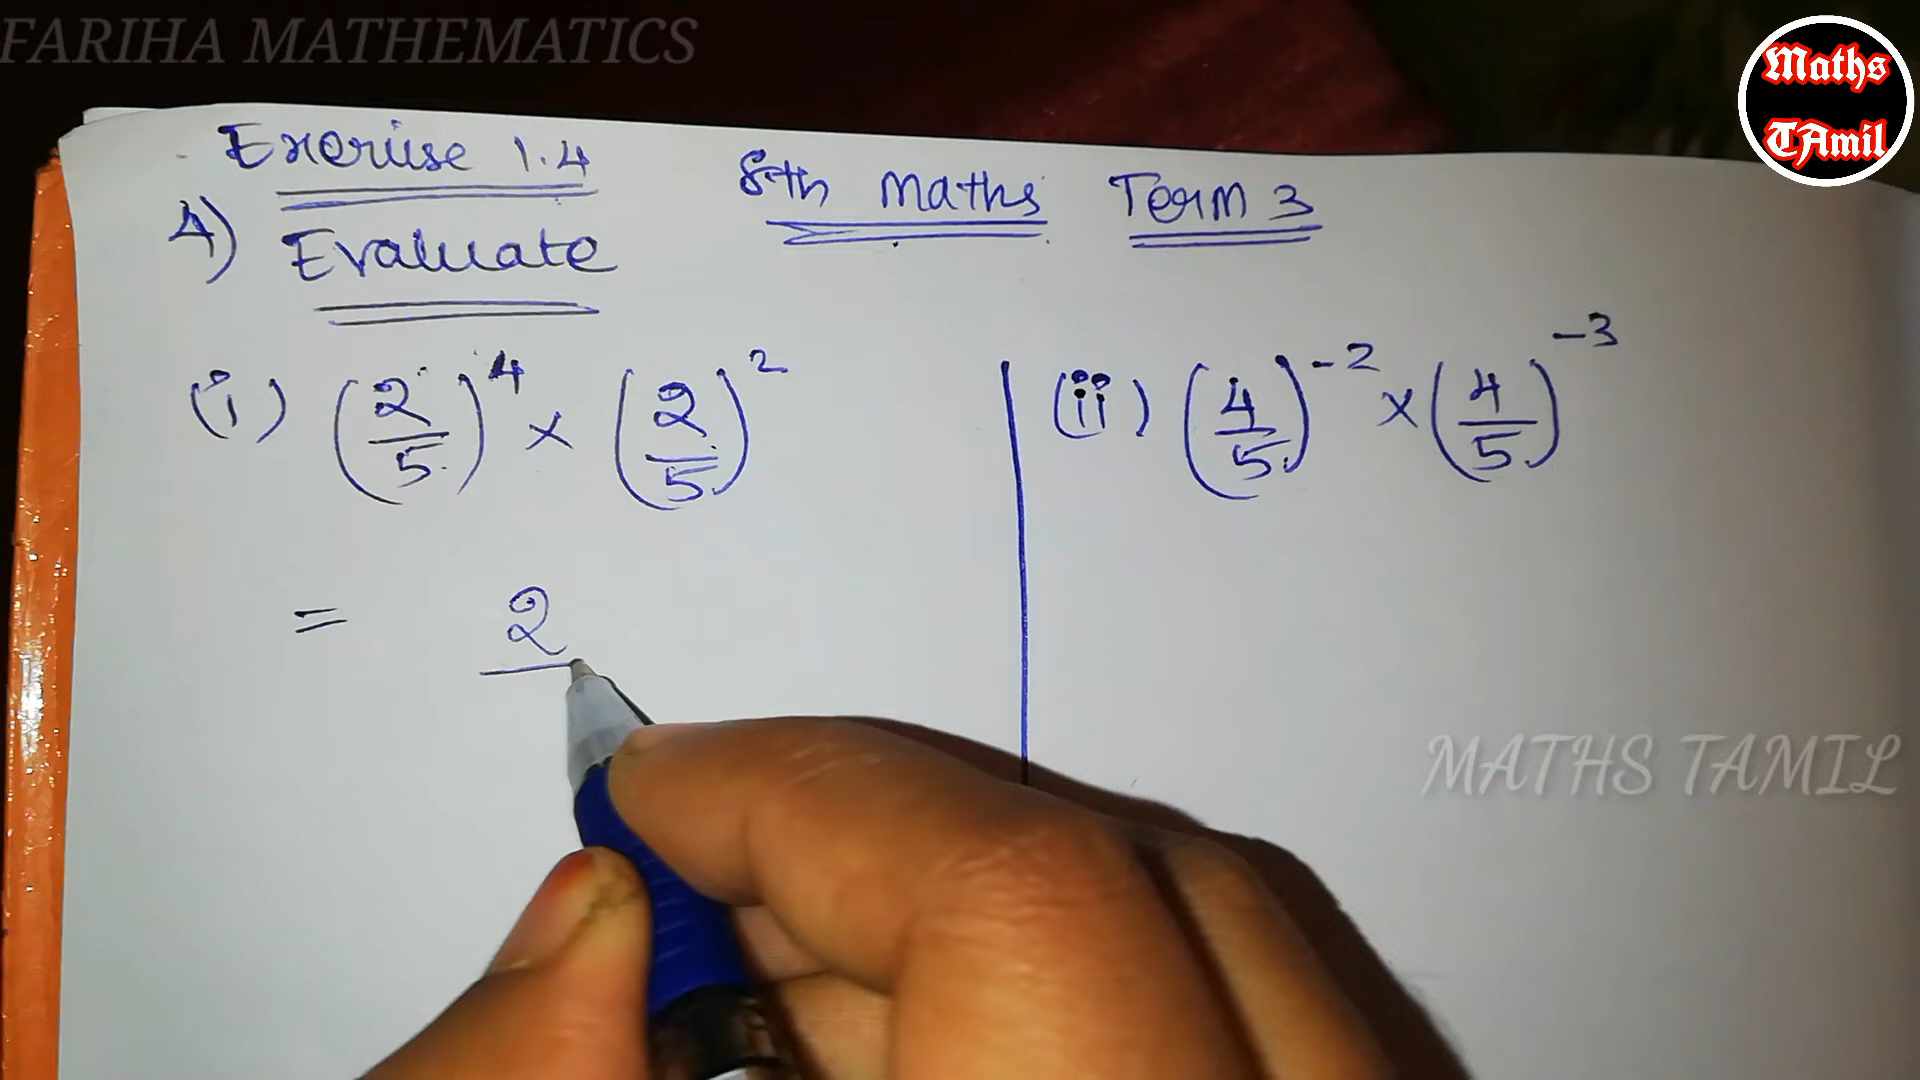 FARIHA MATHEMATICS
Maths
TAmil
Exercise 1.4
8th Maths Term 3
4) Evaluate
(i) (2/5)^4 × (2/5)^2
(ii) (4/5)^-2 × (4/5)^-3
= 2
MATHS TAMIL